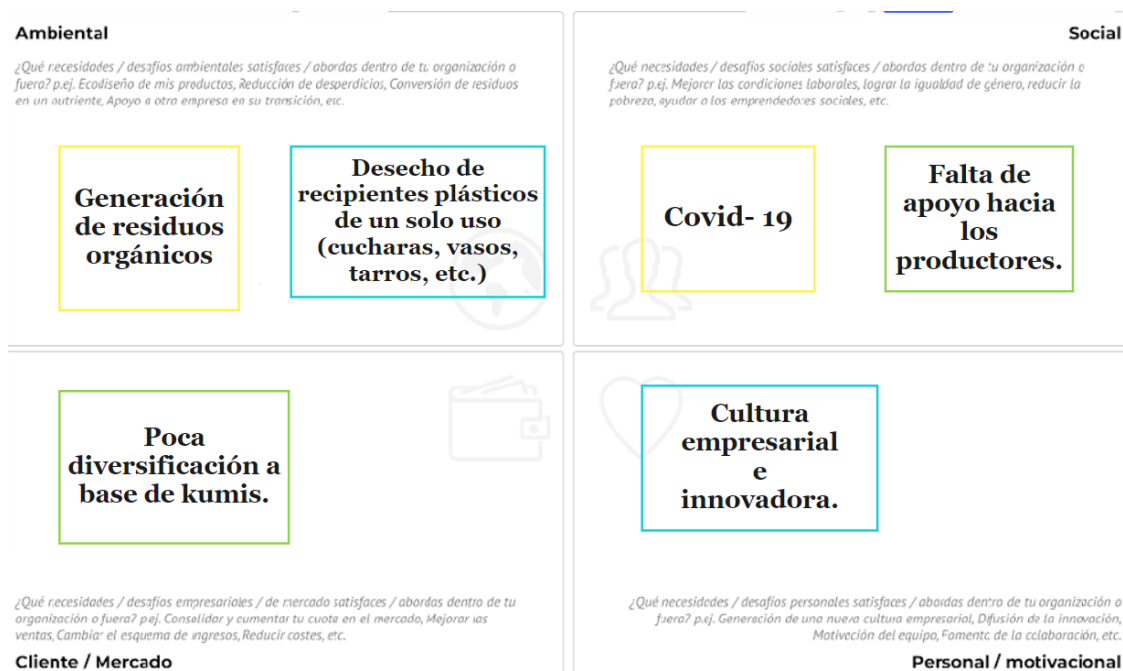 Ambiental
¿Qué necesidades / desafíos ambientales satisfaces / abordas dentro de tu organización o
fuera? p.ej. Ecodiseño de mis productos, Reducción de desperdicios, Conversión de residuos
en un nutriente, Apoyo a otra empresa en su transición, etc.
Generación
de residuos
orgánicos
Desecho de
recipientes plásticos
de un solo uso
(cucharas, vasos,
tarros, etc.)
Social
¿Qué necesidades / desafíos sociales satisfaces / abordas dentro de tu organización o
fuera? p.ej. Mejorar las condiciones laborales, lograr la igualdad de género, reducir la
pobreza, ayudar a los emprendedores sociales, etc.
Covid- 19
Falta de
apoyo hacia
los
productores.
Poca
diversificación a
base de kumis.
¿Qué necesidades / desafíos empresariales / de mercado satisfaces / abordas dentro de tu
organización o fuera? p.ej. Consolidar y aumentar tu cuota en el mercado, Mejorar las
ventas, Cambiar el esquema de ingresos, Reducir costes, etc.
Cliente / Mercado
Cultura
empresarial
e
innovadora.
¿Qué necesidades / desafíos personales satisfaces / abordas dentro de tu organización o
fuera? p.ej. Generación de una nueva cultura empresarial, Difusión de la innovación,
Motivación del equipo, Fomento de la colaboración, etc.
Personal / motivacional